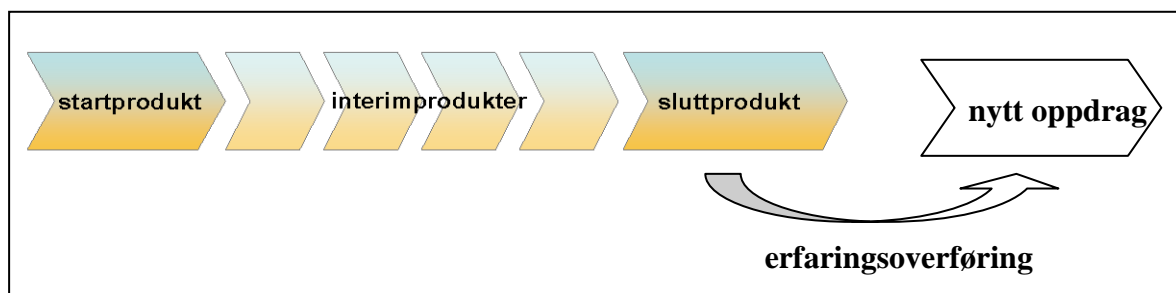 startprodukt
interimprodukter
sluttprodukt
nytt oppdrag
erfaringsoverføring